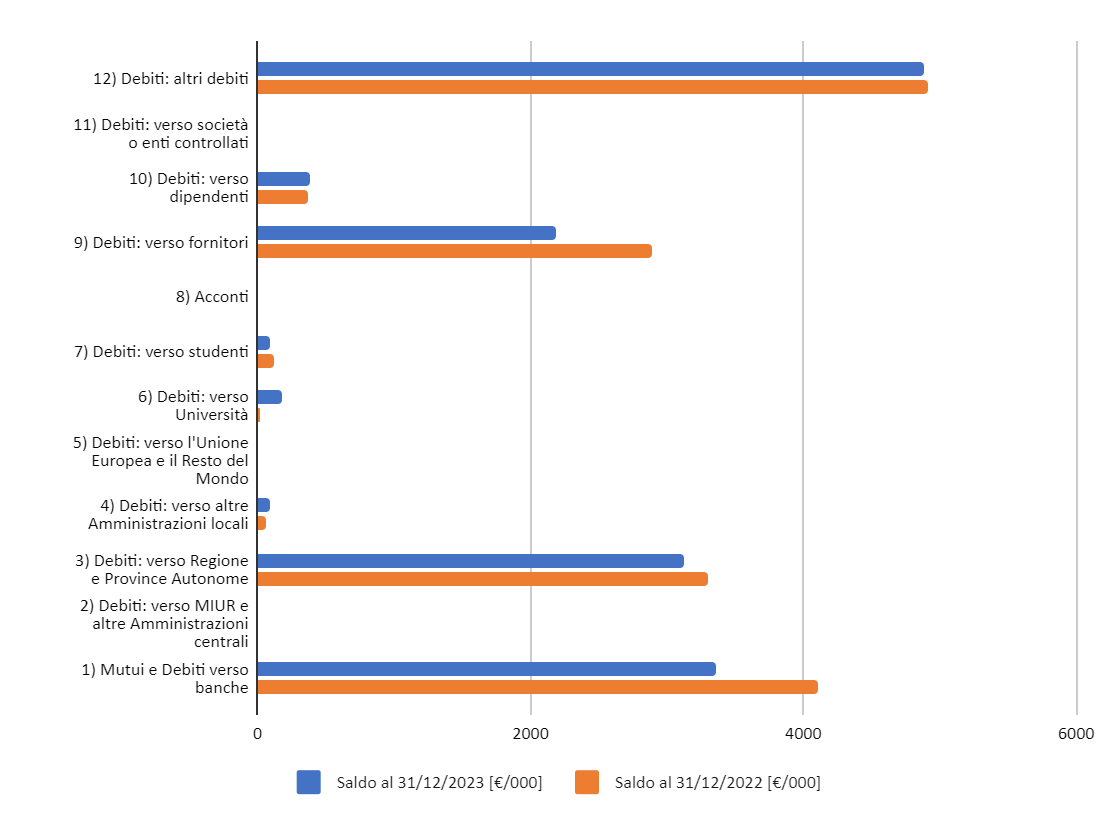 12) Debiti: altri debiti
11) Debiti: verso società
o enti controllati
10) Debiti: verso
dipendenti
9) Debiti: verso fornitori
8) Acconti
7) Debiti: verso studenti
6) Debiti: verso
Università
5) Debiti: verso l'Unione
Europea e il Resto del
Mondo
4) Debiti: verso altre
Amministrazioni locali
3) Debiti: verso Regione
e Province Autonome
2) Debiti: verso MIUR e
altre Amministrazioni
centrali
1) Mutui e Debiti verso
banche
0 2000 4000 6000
Saldo al 31/12/2023 [€/000] Saldo al 31/12/2022 [€/000]